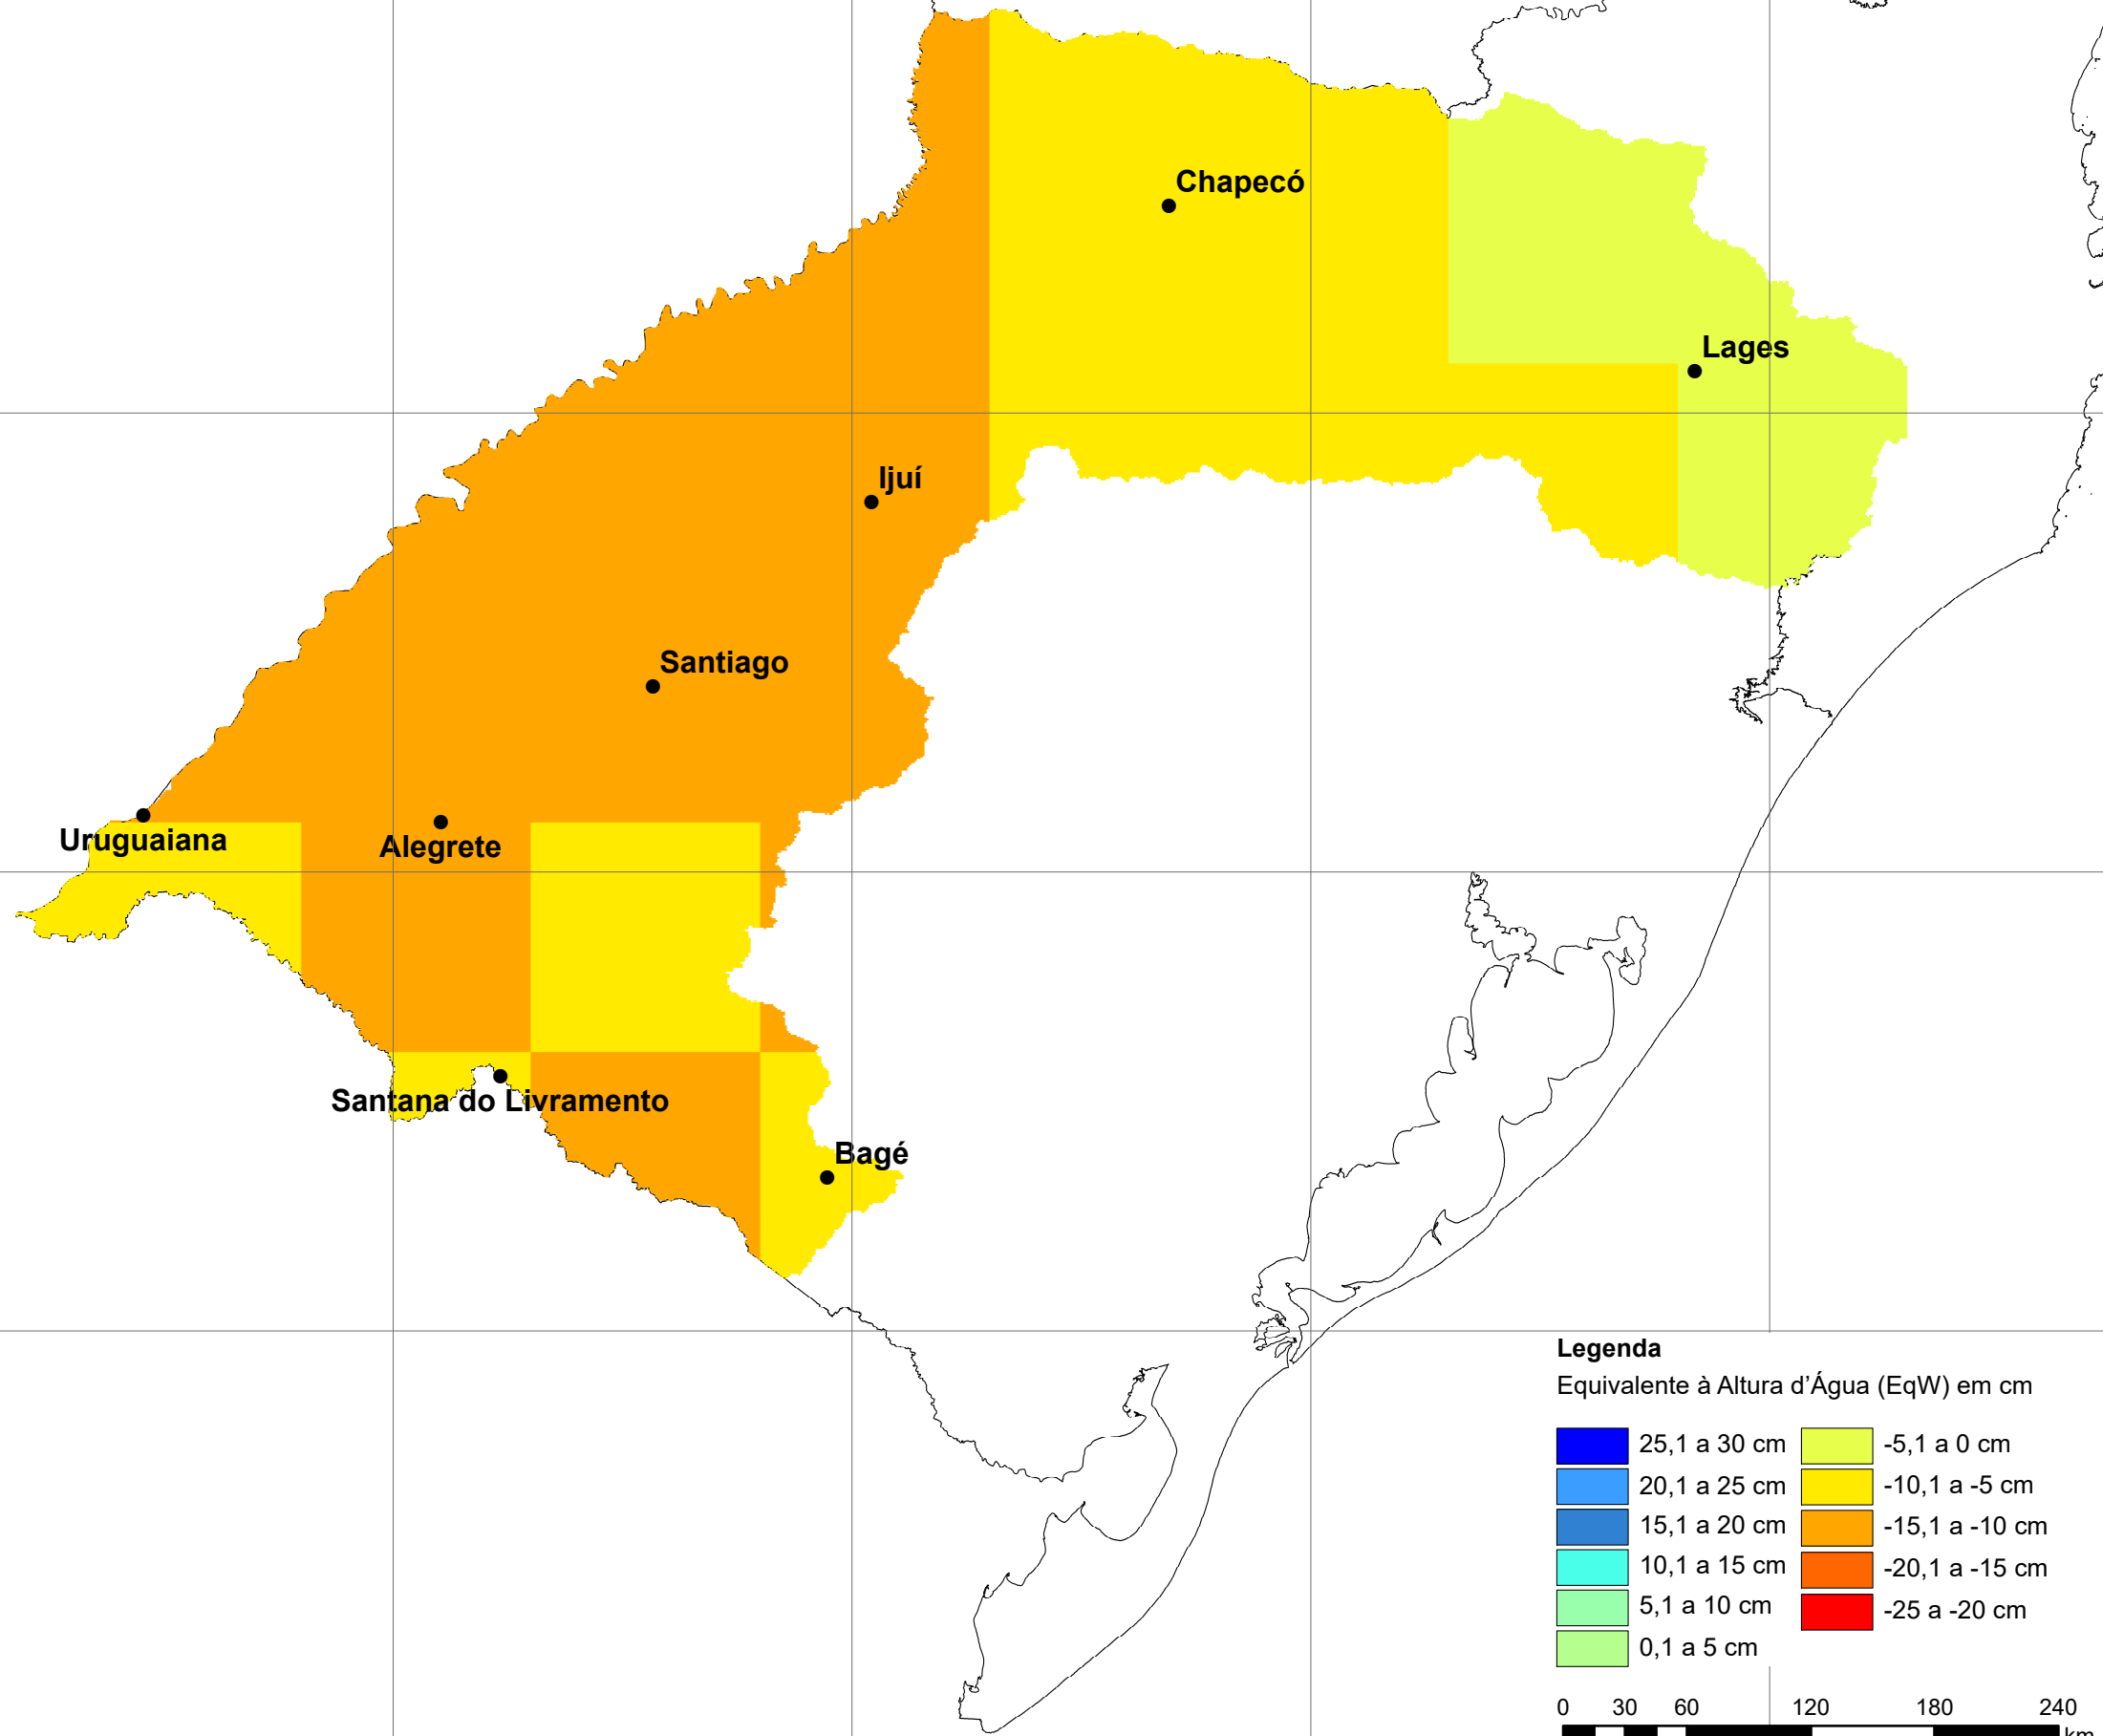 Chapecó
Lages
Ijuí
Santiago
Uruguaiana
Alegrete
Santana do Livramento
Bagé
Legenda
Equivalente à Altura d’Água (EqW) em cm
25,1 a 30 cm
20,1 a 25 cm
15,1 a 20 cm
10,1 a 15 cm
5,1 a 10 cm
0,1 a 5 cm
-5,1 a 0 cm
-10,1 a -5 cm
-15,1 a -10 cm
-20,1 a -15 cm
-25 a -20 cm
0 30 60 120 180 240
km